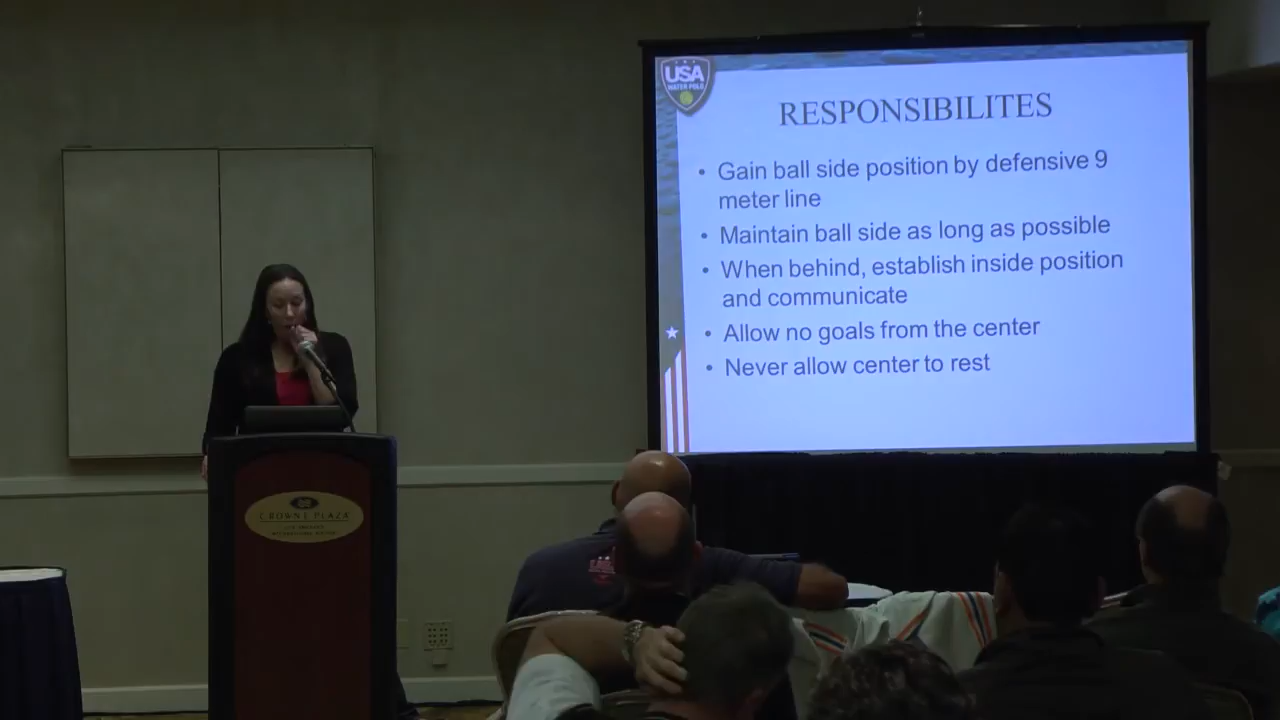 USA
WATER POLO
RESPONSIBILITES
• Gain ball side position by defensive 9
meter line
• Maintain ball side as long as possible
• When behind, establish inside position
and communicate
• Allow no goals from the center
• Never allow center to rest
CROWNE PLAZA